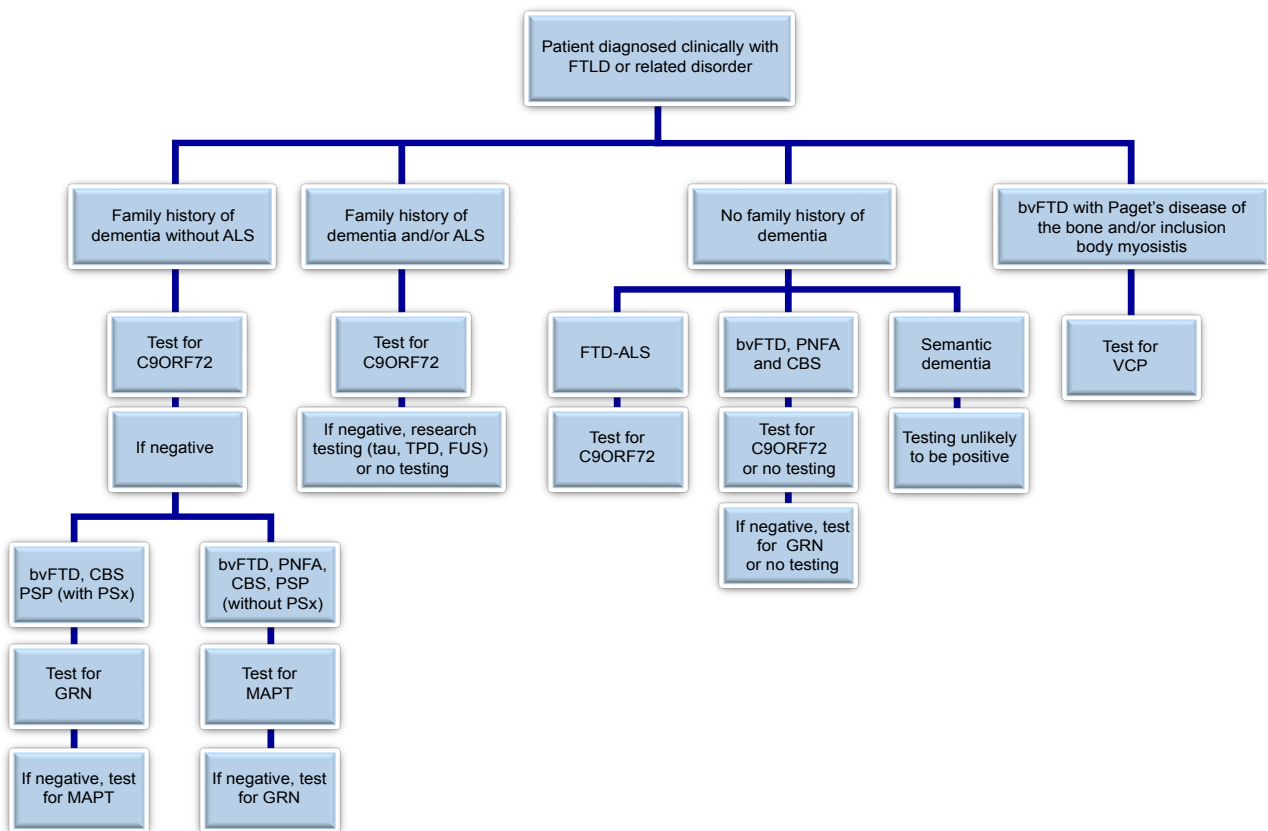 Patient diagnosed clinically with
FTLD or related disorder
Family history of
dementia without ALS
Family history of
dementia and/or ALS
No family history of
dementia
bvFTD with Paget's disease of
the bone and/or inclusion
body myosistis
Test for
C9ORF72
Test for
C9ORF72
FTD-ALS
bvFTD, PNFA
and CBS
Semantic
dementia
Test for
VCP
If negative
If negative, research
testing (tau, TPD, FUS)
or no testing
Test for
C9ORF72
Test for
C9ORF72
or no testing
Testing unlikely
to be positive
If negative, test
for GRN
or no testing
bvFTD, CBS
PSP (with PSx)
bvFTD, PNFA,
CBS, PSP
(without PSx)
Test for
GRN
Test for
MAPT
If negative, test
for MAPT
If negative, test
for GRN